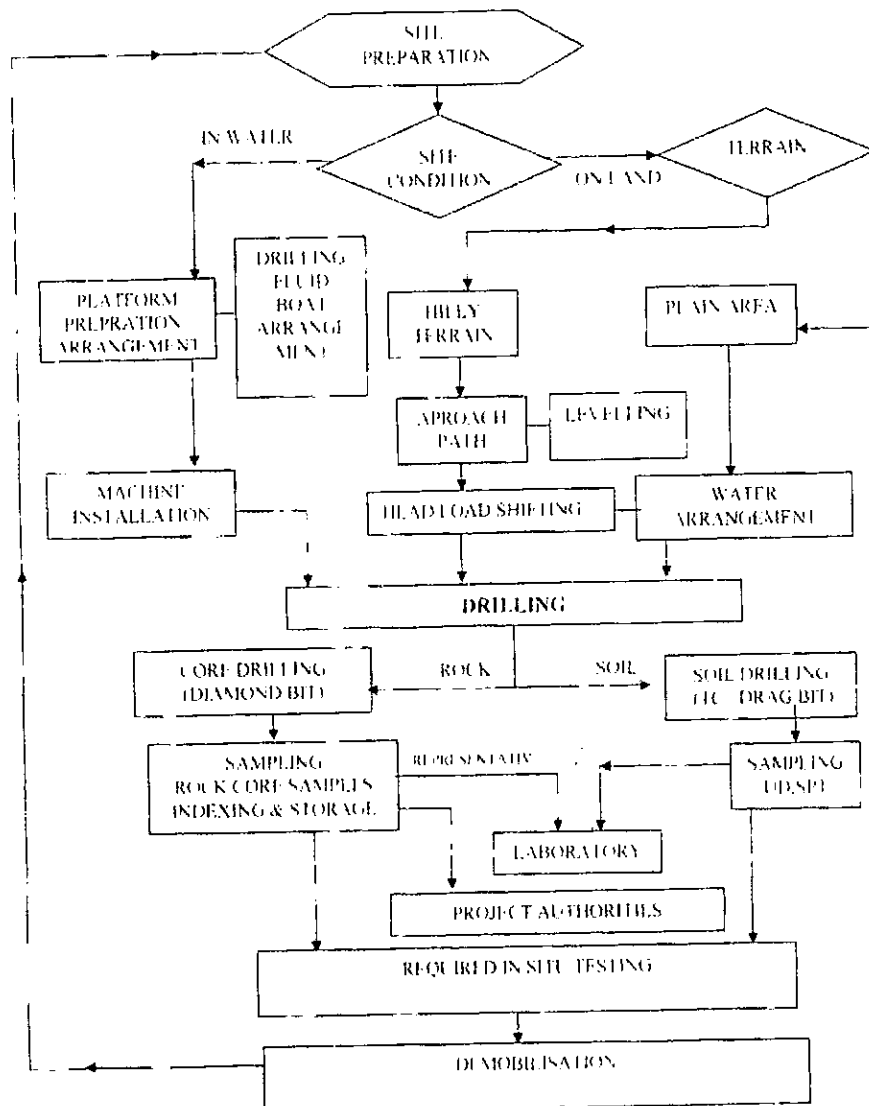 SITE
PREPARATION
IN WATER
SITE
CONDITION
ON LAND
TERRAIN
PLATFORM
PREPRATION
ARRANGEMENT
DRILLING
FLUID
BOAT
ARRANGE
MENT
HILLY
TERRAIN
PLAIN AREA
APROACH
PATH
LEVELLING
MACHINE
INSTALLATION
HEAD LOAD SHIFTING
WATER
ARRANGEMENT
DRILLING
CORE DRILLING
(DIAMOND BIT)
ROCK
SOIL
SOIL DRILLING
DRAG BIT)
SAMPLING
ROCK CORE SAMPLES
INDEXING & STORAGE
REPRESENTATIV
SAMPLING
UD,SPT
LABORATORY
PROJECT AUTHORITIES
REQUIRED IN SITU TESTING
DEMOBILISATION